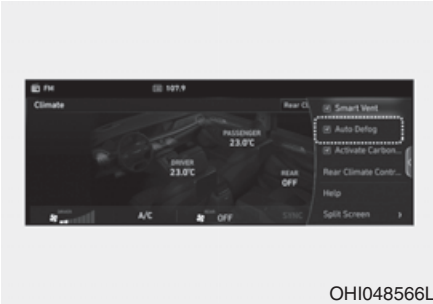 FM 107.9
Climate Rear Cl
Smart Vent
Auto Defog
PASSENGER
23.0°C
Activate Carbon...
DRIVER
23.0°C
REAR
OFF
Rear Climate Contr...
Help
A/C OFF SYNC
Split Screen
OHI048566L